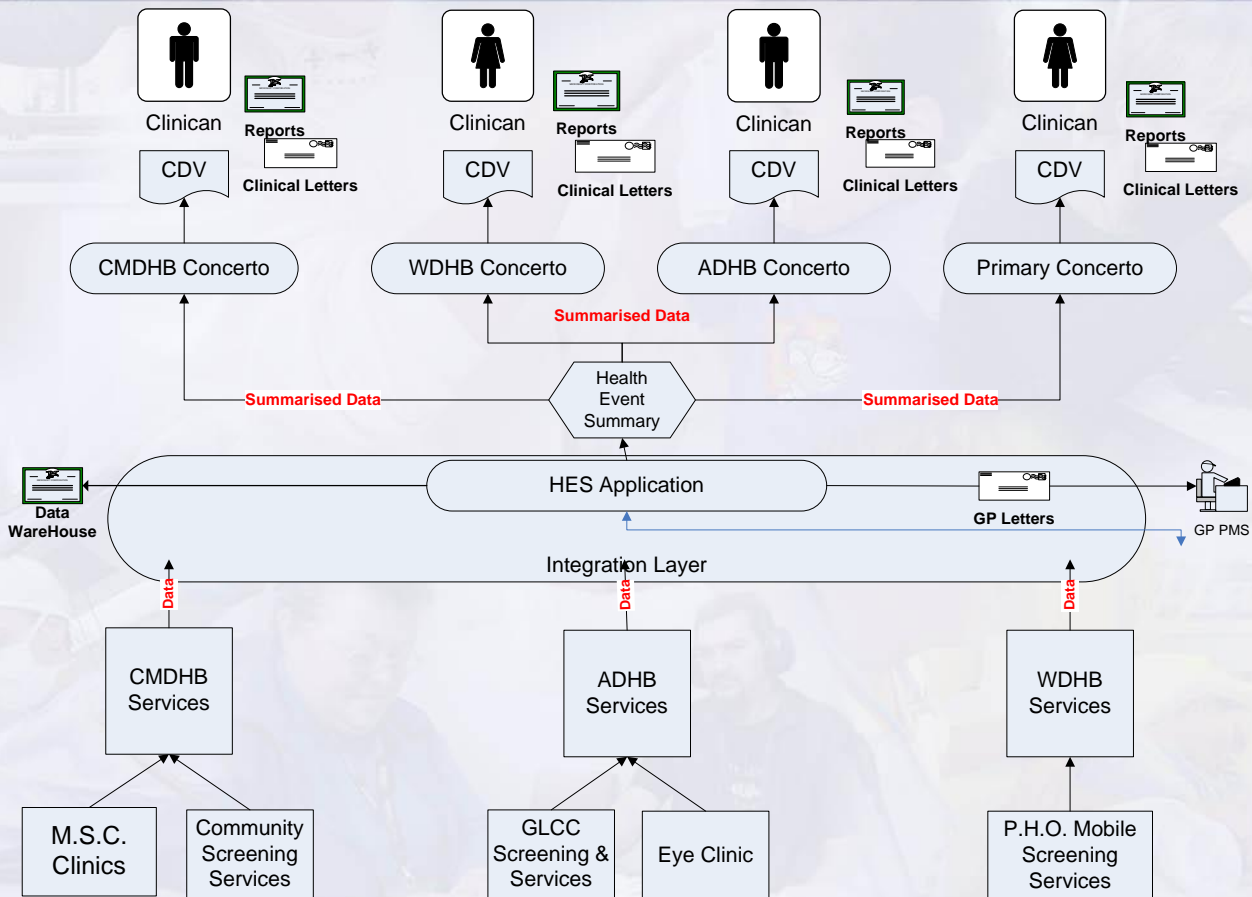 Clinican
Clinican
Clinican
Clinican
Reports
Reports
Reports
Reports
CDV
CDV
CDV
CDV
Clinical Letters
Clinical Letters
Clinical Letters
Clinical Letters
CMDHB Concerto
WDHB Concerto
ADHB Concerto
Primary Concerto
Summarised Data
Health
Event
Summary
Summarised Data
Summarised Data
HES Application
Data
WareHouse
GP Letters
GP PMS
Integration Layer
Data
Data
Data
CMDHB
Services
ADHB
Services
WDHB
Services
M.S.C.
Clinics
Community
Screening
Services
GLCC
Screening &
Services
Eye Clinic
P.H.O. Mobile
Screening
Services